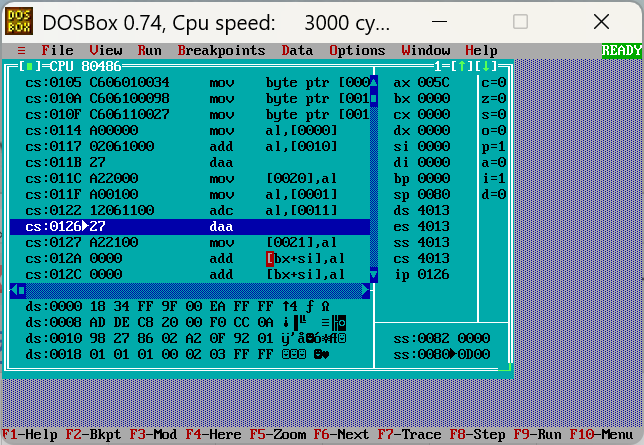 DOSBox 0.74, Cpu speed: 3000 cy...
≡ File View Run Breakpoints Data Options Window Help READY
[■]=CPU 80486 1=[↑][↓]
cs:0105 C606010034 mov byte ptr [000 ax 005C c=0
cs:010A C606100098 mov byte ptr [001 bx 0000 z=0
cs:010F C606110027 mov byte ptr [001 cx 0000 s=0
cs:0114 A00000 mov al,[0000] dx 0000 o=0
cs:0117 02061000 add al,[0010] si 0000 p=1
cs:011B 27 daa di 0000 a=0
cs:011C A22000 mov [0020],al bp 0000 i=1
cs:011F A00100 mov al,[0001] sp 0080 d=0
cs:0122 12061100 adc al,[0011] ds 4013
cs:0126►27 daa es 4013
cs:0127 A22100 mov [0021],al ss 4013
cs:012A 0000 add [bx+si],al cs 4013
cs:012C 0000 add [bx+si],al ip 0126
ds:0000 18 34 FF 9F 00 EA FF FF ↑4 ƒ Ω
ds:0008 AD DE C8 20 00 F0 CC 0A ¡▐╚ ≡╠◙
ds:0010 98 27 86 02 A2 0F 92 01 ÿ'å☻ó☼Æ☺ ss:0082 0000
ds:0018 01 01 01 00 02 03 FF FF ☺☺☺ ☻♥ ss:0080►0D00
F1-Help F2-Bkpt F3-Mod F4-Here F5-Zoom F6-Next F7-Trace F8-Step F9-Run F10-Menu